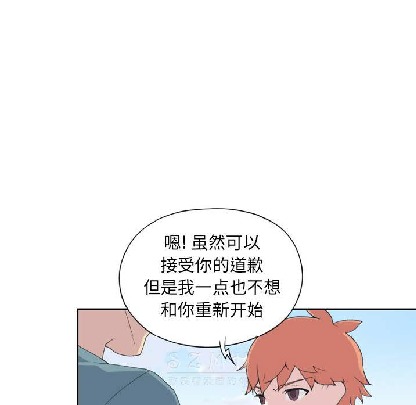 嗯! 虽然可以
接受你的道歉
但是我一点也不想
和你重新开始